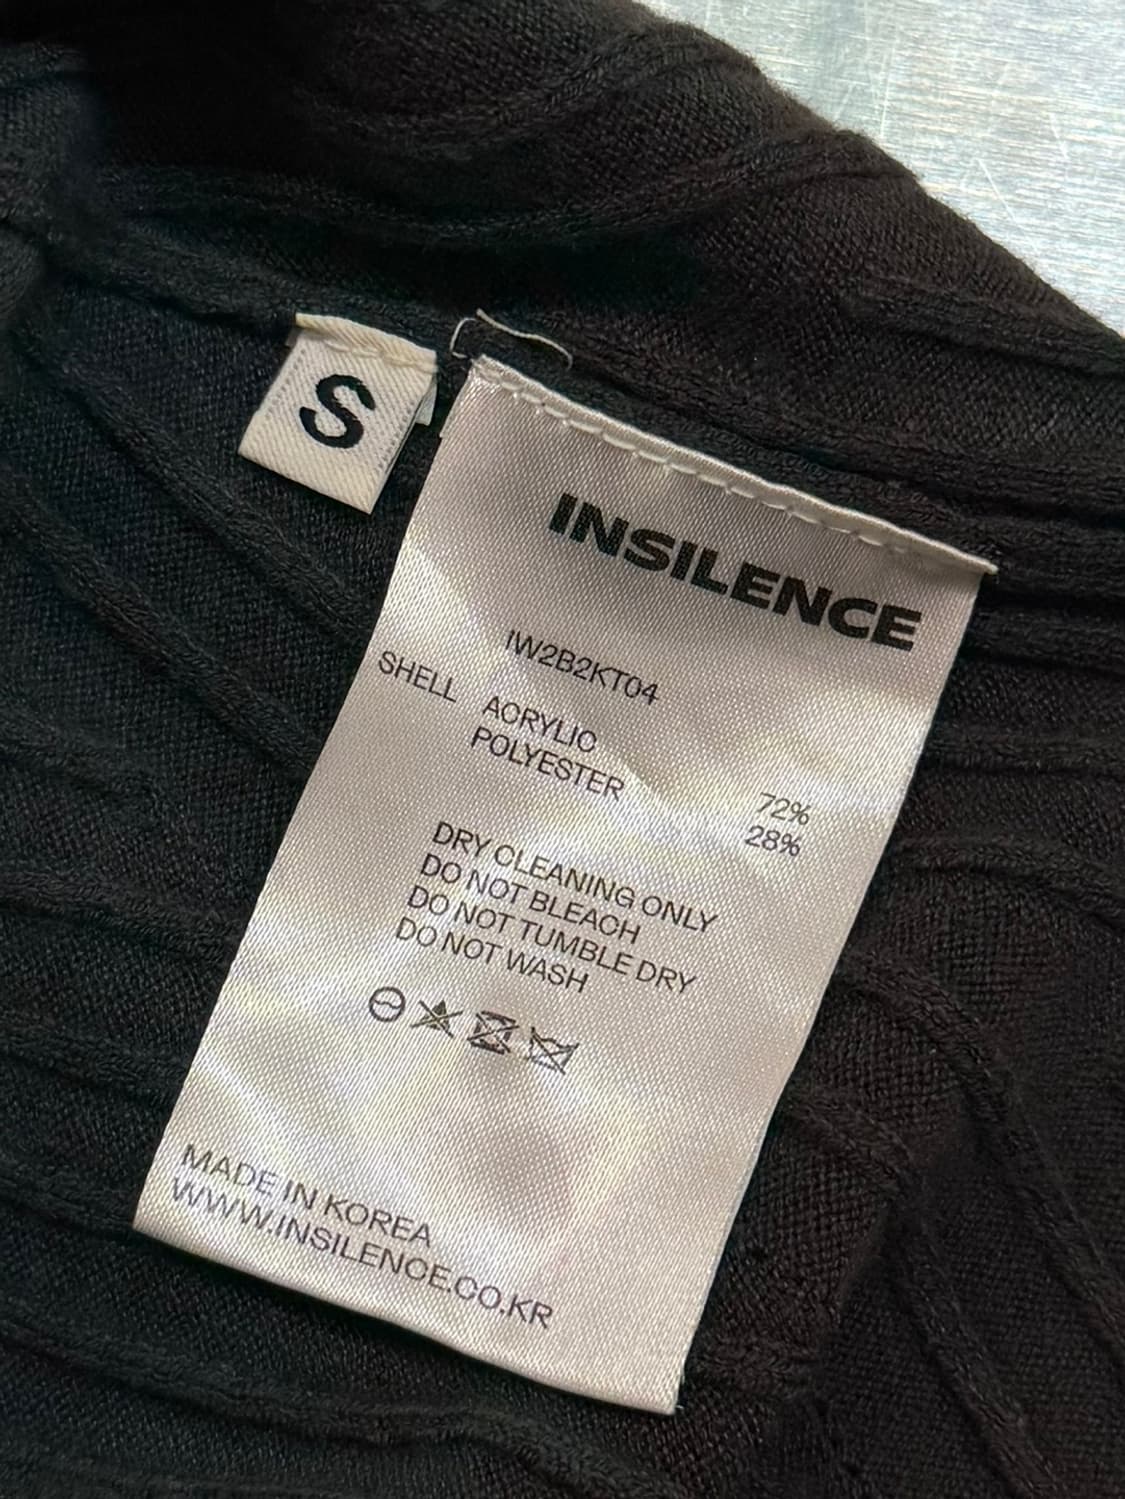 S
INSILENCE
IW2B2KT04
SHELL ACRYLIC 72%
POLYESTER 28%
DRY CLEANING ONLY
DO NOT BLEACH
DO NOT TUMBLE DRY
DO NOT WASH
MADE IN KOREA
WWW.INSILENCE.CO.KR